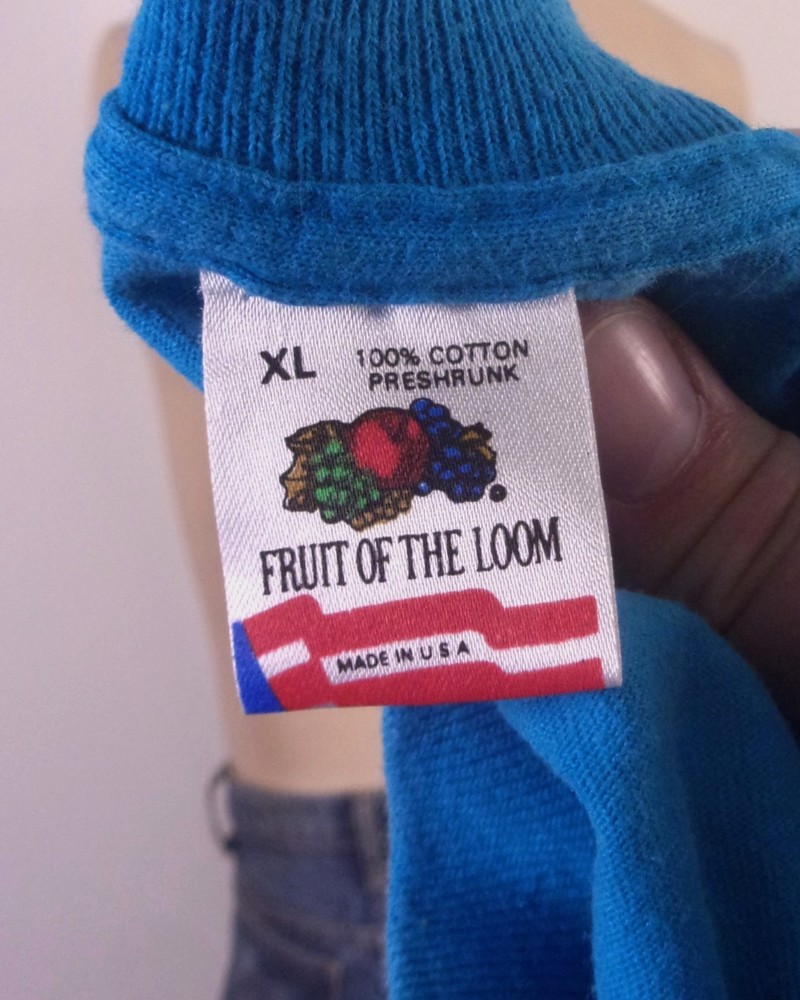 XL 100% COTTON
PRESHRUNK
FRUIT OF THE LOOM
MADE IN U S A